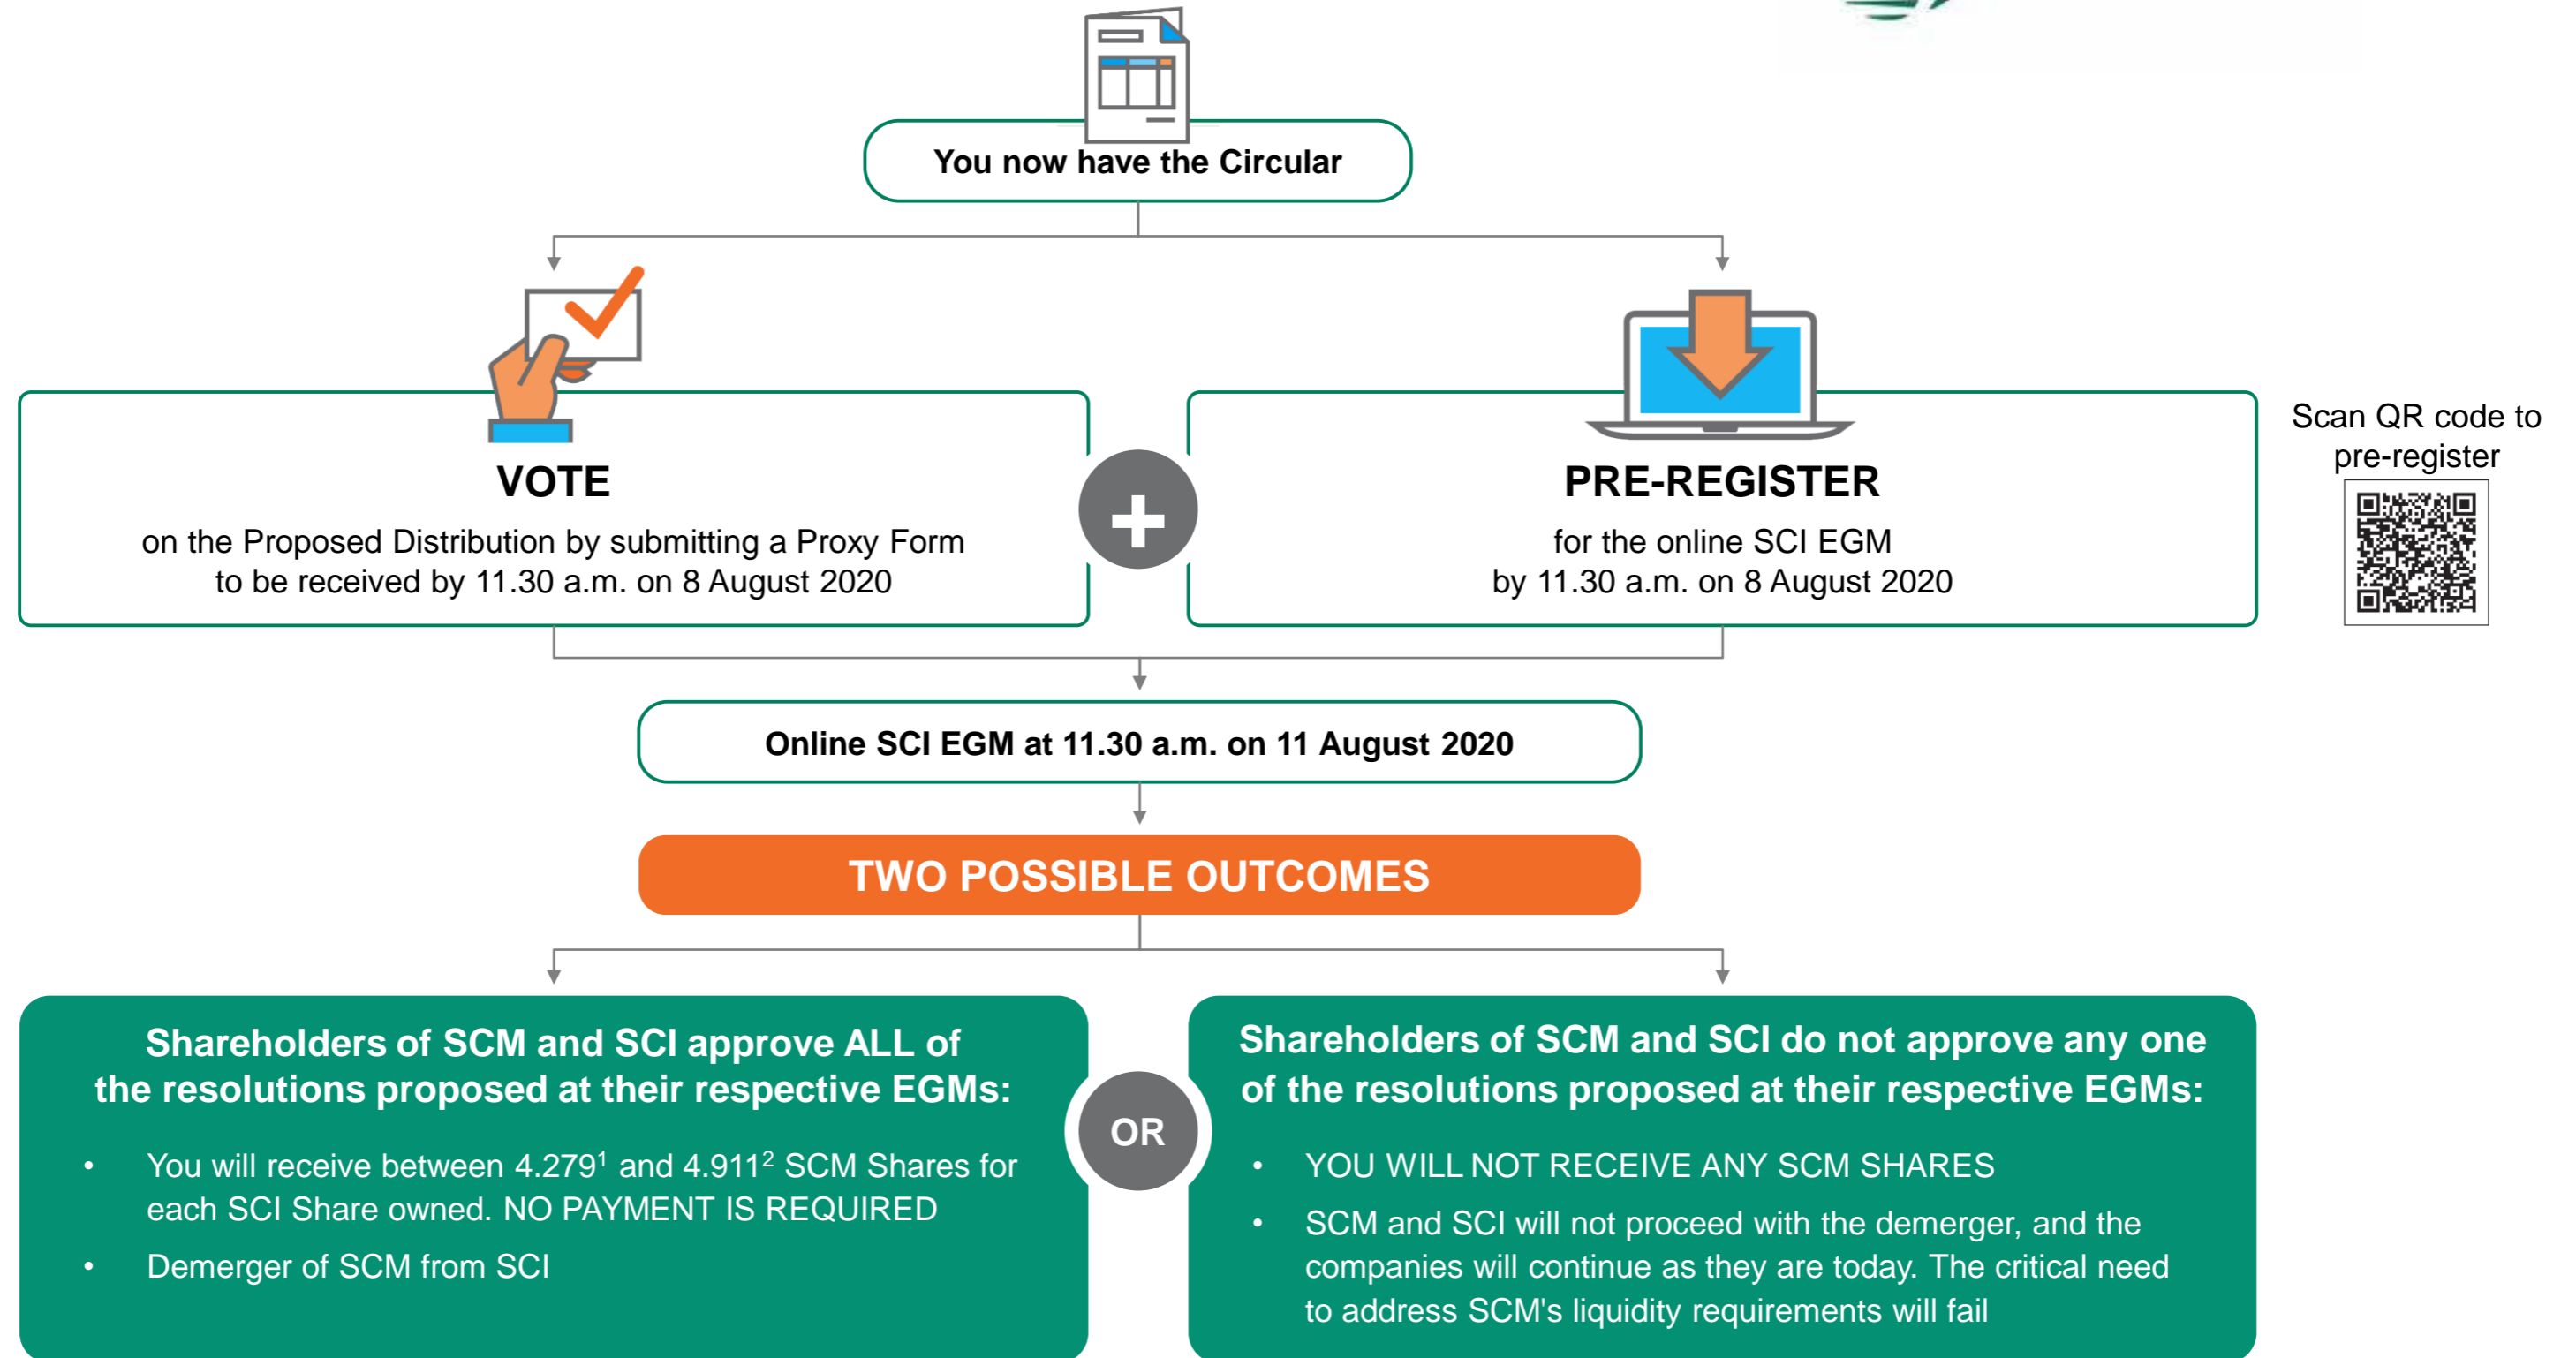 You now have the Circular
VOTE
on the Proposed Distribution by submitting a Proxy Form
to be received by 11.30 a.m. on 8 August 2020
+
PRE-REGISTER
for the online SCI EGM
by 11.30 a.m. on 8 August 2020
Scan QR code to
pre-register
Online SCI EGM at 11.30 a.m. on 11 August 2020
TWO POSSIBLE OUTCOMES
Shareholders of SCM and SCI approve ALL of
the resolutions proposed at their respective EGMs:
• You will receive between 4.279¹ and 4.911² SCM Shares for
each SCI Share owned. NO PAYMENT IS REQUIRED
• Demerger of SCM from SCI
OR
Shareholders of SCM and SCI do not approve any one
of the resolutions proposed at their respective EGMs:
• YOU WILL NOT RECEIVE ANY SCM SHARES
• SCM and SCI will not proceed with the demerger, and the
companies will continue as they are today. The critical need
to address SCM's liquidity requirements will fail